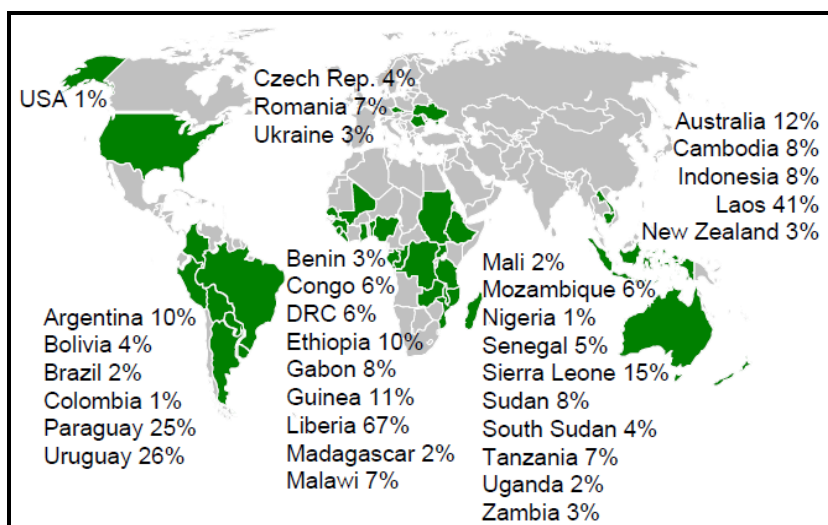 USA 1%
Czech Rep. 4%
Romania 7%
Ukraine 3%
Australia 12%
Cambodia 8%
Indonesia 8%
Laos 41%
New Zealand 3%
Argentina 10%
Bolivia 4%
Brazil 2%
Colombia 1%
Paraguay 25%
Uruguay 26%
Benin 3%
Congo 6%
DRC 6%
Ethiopia 10%
Gabon 8%
Guinea 11%
Liberia 67%
Madagascar 2%
Malawi 7%
Mali 2%
Mozambique 6%
Nigeria 1%
Senegal 5%
Sierra Leone 15%
Sudan 8%
South Sudan 4%
Tanzania 7%
Uganda 2%
Zambia 3%